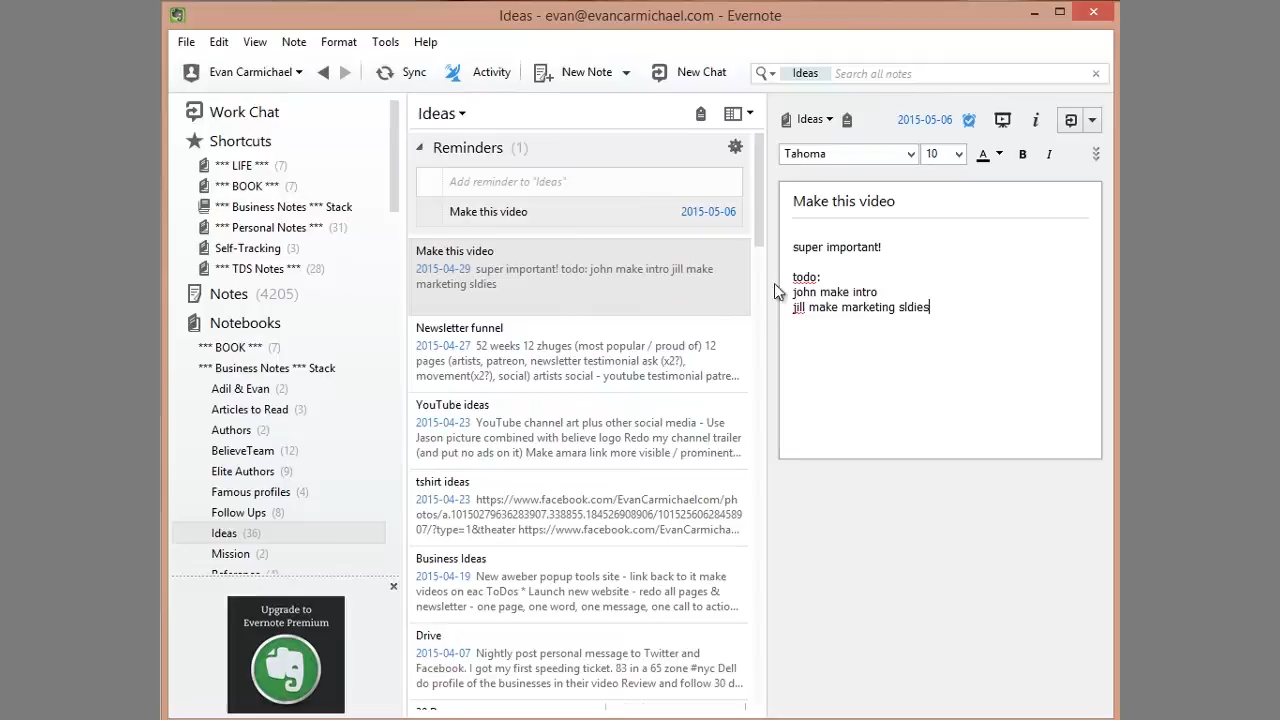 Ideas - evan@evancarmichael.com - Evernote
File Edit View Note Format Tools Help
Evan Carmichael Sync Activity New Note New Chat Ideas Search all notes
Work Chat
Shortcuts
*** LIFE *** (7)
*** BOOK *** (7)
*** Business Notes *** Stack
*** Personal Notes *** (31)
Self-Tracking (3)
*** TDS Notes *** (28)
Notes (4205)
Notebooks
*** BOOK *** (7)
*** Business Notes *** Stack
Adil & Evan (2)
Articles to Read (3)
Authors (2)
BelieveTeam (12)
Elite Authors (9)
Famous profiles (4)
Follow Ups (8)
Ideas (36)
Mission (2)
Upgrade to
Evernote Premium
Ideas
Reminders (1)
Add reminder to "Ideas"
Make this video 2015-05-06
Make this video
2015-04-29 super important! todo: john make intro jill make
marketing sldies
Newsletter funnel
2015-04-27 52 weeks 12 zhuges (most popular / proud of) 12
pages (artists, patreon, newsletter testimonial ask (x2?),
movement(x2?), social) artists social - youtube testimonial patre...
YouTube ideas
2015-04-23 YouTube channel art plus other social media - Use
Jason picture combined with believe logo Redo my channel trailer
(and put no ads on it) Make amara link more visible / prominent...
tshirt ideas
2015-04-23 https://www.facebook.com/EvanCarmichaelcom/ph
otos/a.10150279636283907.338855.184526908906/101525606284589
07/?type=1&theater https://www.facebook.com/EvanCarmicha...
Business Ideas
2015-04-19 New aweber popup tools site - link back to it make
videos on eac ToDos * Launch new website - redo all pages &
newsletter - one page, one word, one message, one call to actio...
Drive
2015-04-07 Nightly post personal message to Twitter and
Facebook. I got my first speeding ticket. 83 in a 65 zone #nyc Dell
do profile of the businesses in their video Review and follow 30 d...
Ideas 2015-05-06
Tahoma 10 A B I
Make this video
super important!
todo:
john make intro
jill make marketing sldies